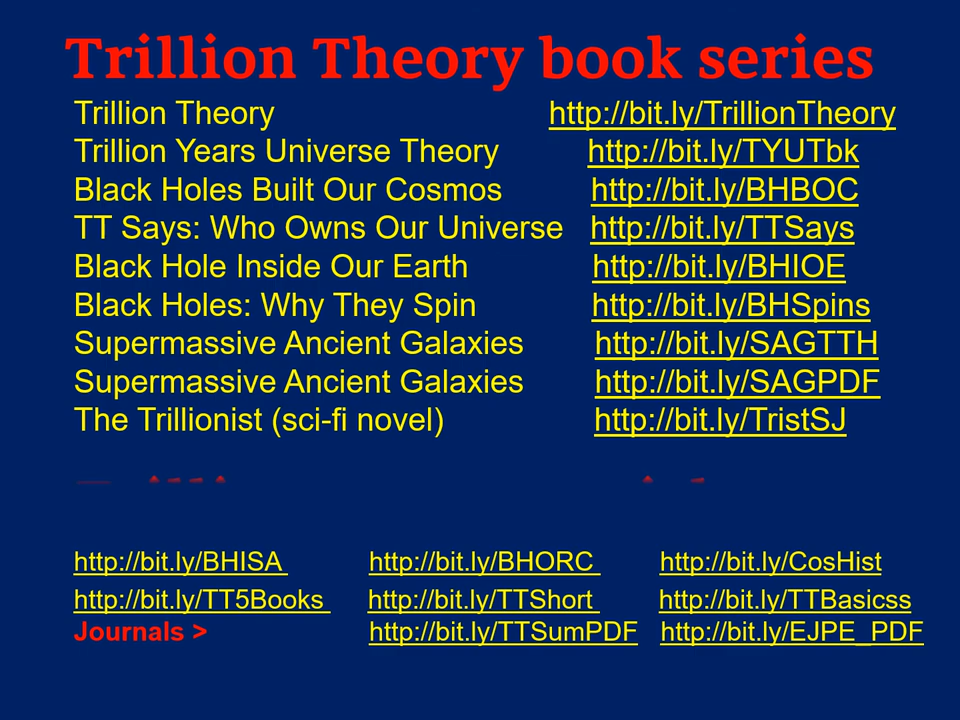 Trillion Theory book series
Trillion Theory http://bit.ly/TrillionTheory
Trillion Years Universe Theory http://bit.ly/TYUTbk
Black Holes Built Our Cosmos http://bit.ly/BHBOC
TT Says: Who Owns Our Universe http://bit.ly/TTSays
Black Hole Inside Our Earth http://bit.ly/BHIOE
Black Holes: Why They Spin http://bit.ly/BHSpins
Supermassive Ancient Galaxies http://bit.ly/SAGTTH
Supermassive Ancient Galaxies http://bit.ly/SAGPDF
The Trillionist (sci-fi novel) http://bit.ly/TristSJ
http://bit.ly/BHISA http://bit.ly/BHORC http://bit.ly/CosHist
http://bit.ly/TT5Books http://bit.ly/TTShort http://bit.ly/TTBasicss
Journals > http://bit.ly/TTSumPDF http://bit.ly/EJPE_PDF